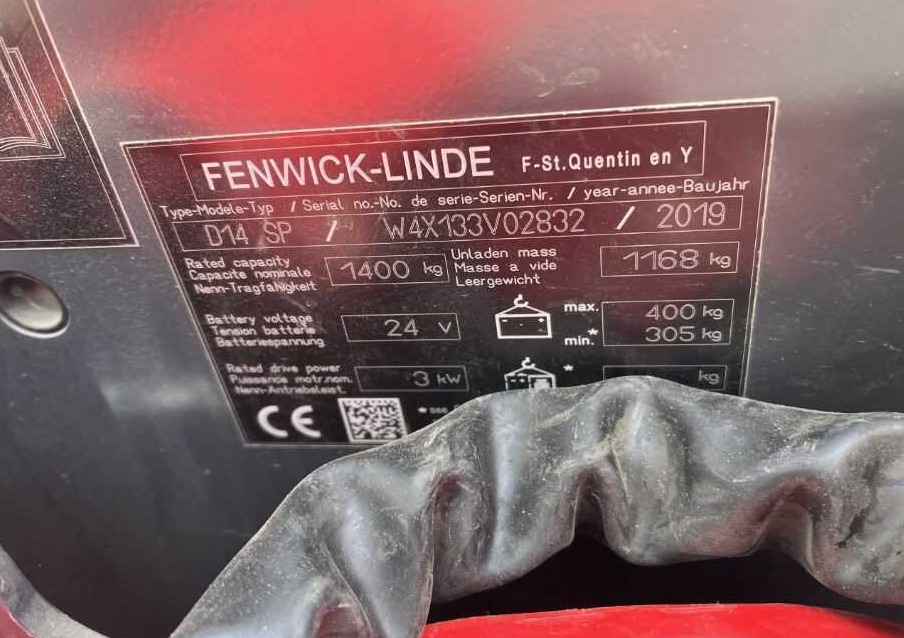 FENWICK-LINDE F-St.Quentin en Y
Type-Modele-Typ / Serial no.-No. de serie-Serien-Nr. / year-annee-Baujahr
D14 SP / W4X133V02832 / 2019
Rated capacity
Capacite nominale
Nenn-Tragfähigkeit
1400 kg
Unladen mass
Masse a vide
Leergewicht
1168 kg
Battery voltage
Tension batterie
Batteriespannung
24 V
max. 400 kg
min.* 305 kg
Rated drive power
Puissance motr.nom.
Nenn-Antriebsleist.
3 kW
* kg
CE